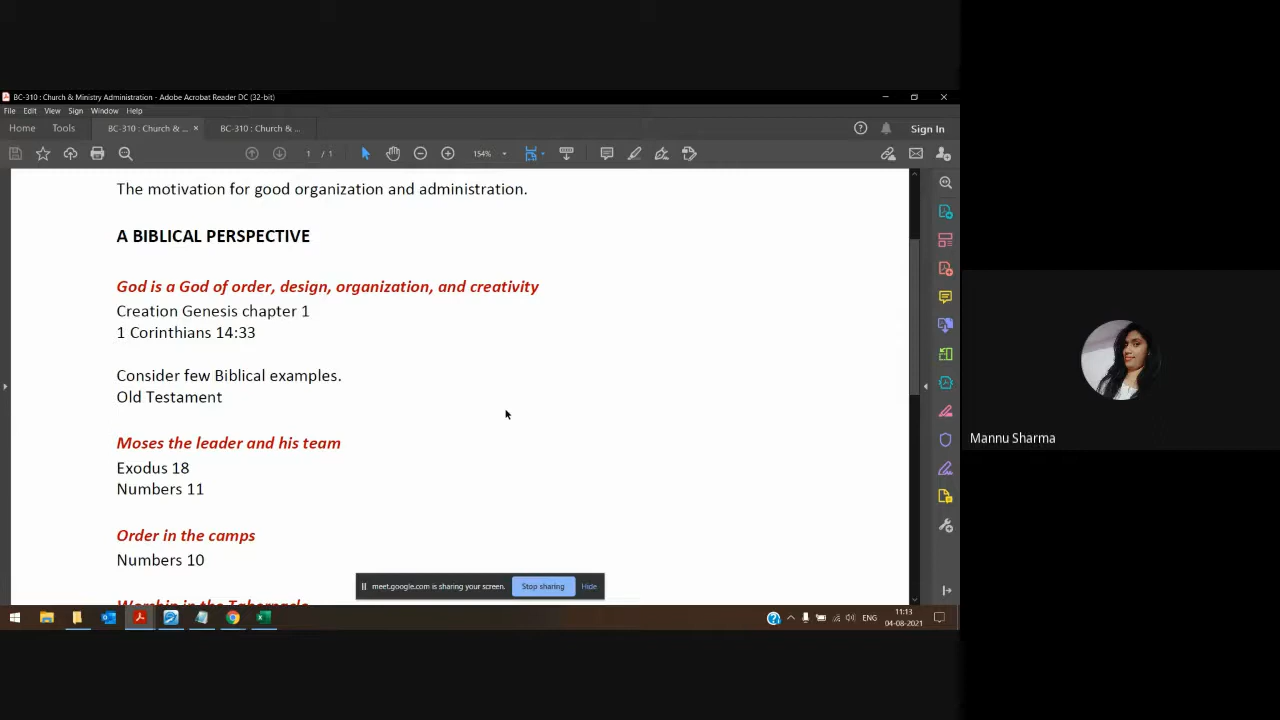 BC-310 : Church & Ministry Administration - Adobe Acrobat Reader DC (32-bit)
File Edit View Sign Window Help
Home Tools BC-310 : Church & ... × BC-310 : Church & ... Sign In
1 / 1 154%
The motivation for good organization and administration.
A BIBLICAL PERSPECTIVE
God is a God of order, design, organization, and creativity
Creation Genesis chapter 1
1 Corinthians 14:33
Consider few Biblical examples.
Old Testament
Mannu Sharma
Moses the leader and his team
Exodus 18
Numbers 11
Order in the camps
Numbers 10
meet.google.com is sharing your screen. Stop sharing Hide
Worship in the Tabernacle
ENG 11:13
04-08-2021